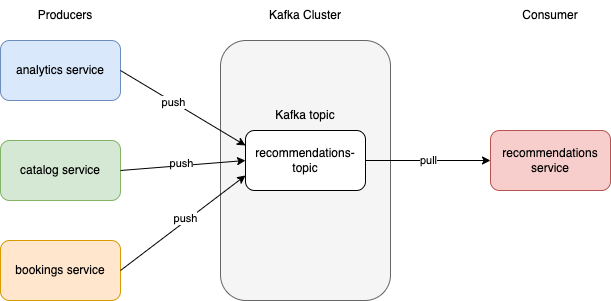 Producers
Kafka Cluster
Consumer
analytics service
push
Kafka topic
catalog service
push
recommendations-
topic
pull
recommendations
service
push
bookings service